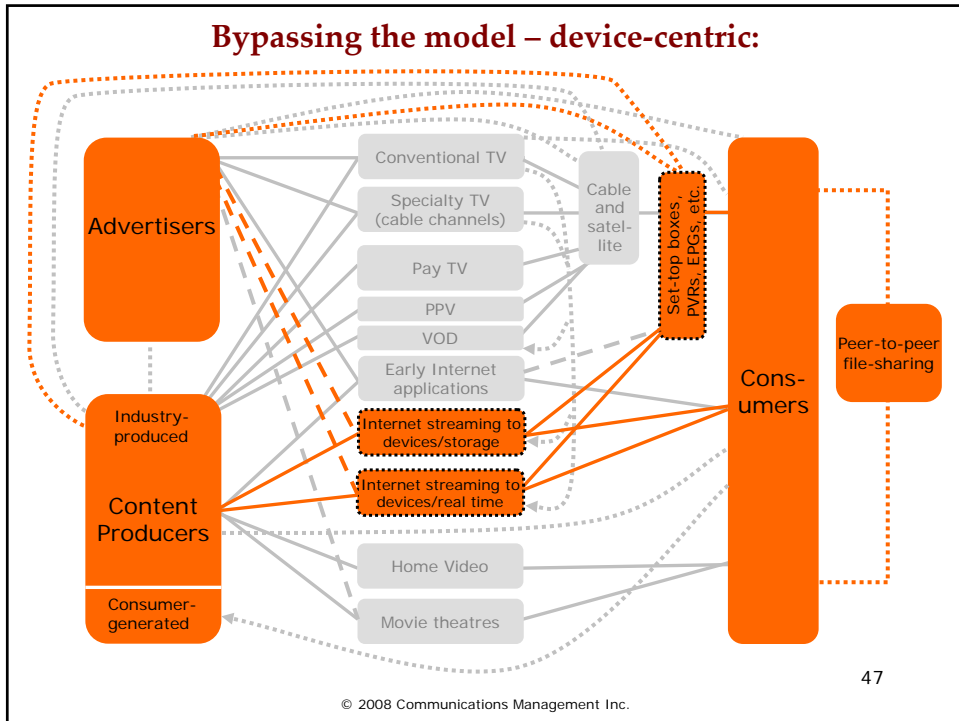 Bypassing the model – device-centric:
Advertisers
Industry-
produced
Content
Producers
Consumer-
generated
Conventional TV
Specialty TV
(cable channels)
Pay TV
PPV
VOD
Early Internet
applications
Internet streaming to
devices/storage
Internet streaming to
devices/real time
Home Video
Movie theatres
Cable
and
satel-
lite
Set-top boxes,
PVRs, EPGs, etc.
Cons-
umers
Peer-to-peer
file-sharing
47
© 2008 Communications Management Inc.